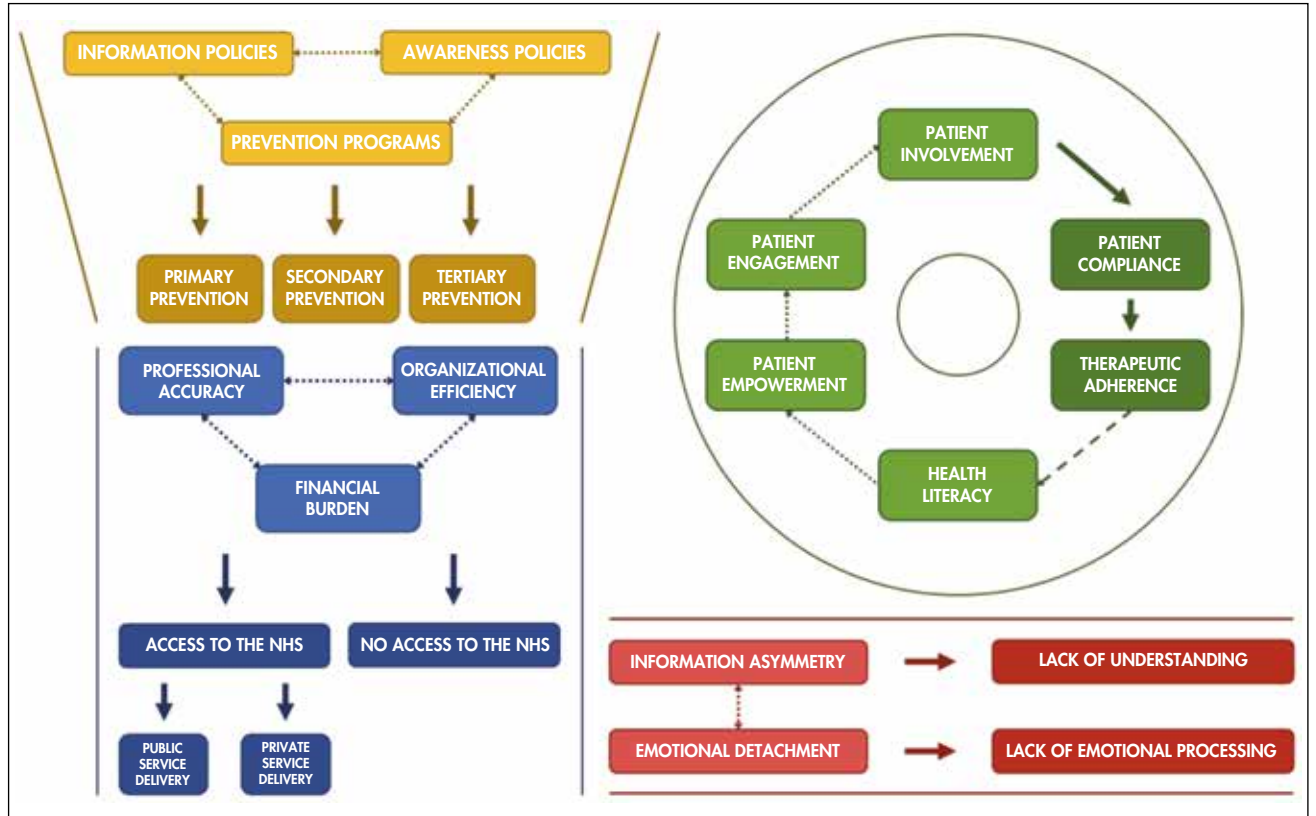 INFORMATION POLICIES
AWARENESS POLICIES
PREVENTION PROGRAMS
PRIMARY
PREVENTION
SECONDARY
PREVENTION
TERTIARY
PREVENTION
PROFESSIONAL
ACCURACY
ORGANIZATIONAL
EFFICIENCY
FINANCIAL
BURDEN
ACCESS TO THE NHS
NO ACCESS TO THE NHS
PUBLIC
SERVICE
DELIVERY
PRIVATE
SERVICE
DELIVERY
PATIENT
INVOLVEMENT
PATIENT
COMPLIANCE
THERAPEUTIC
ADHERENCE
HEALTH
LITERACY
PATIENT
EMPOWERMENT
PATIENT
ENGAGEMENT
INFORMATION ASYMMETRY
LACK OF UNDERSTANDING
EMOTIONAL DETACHMENT
LACK OF EMOTIONAL PROCESSING